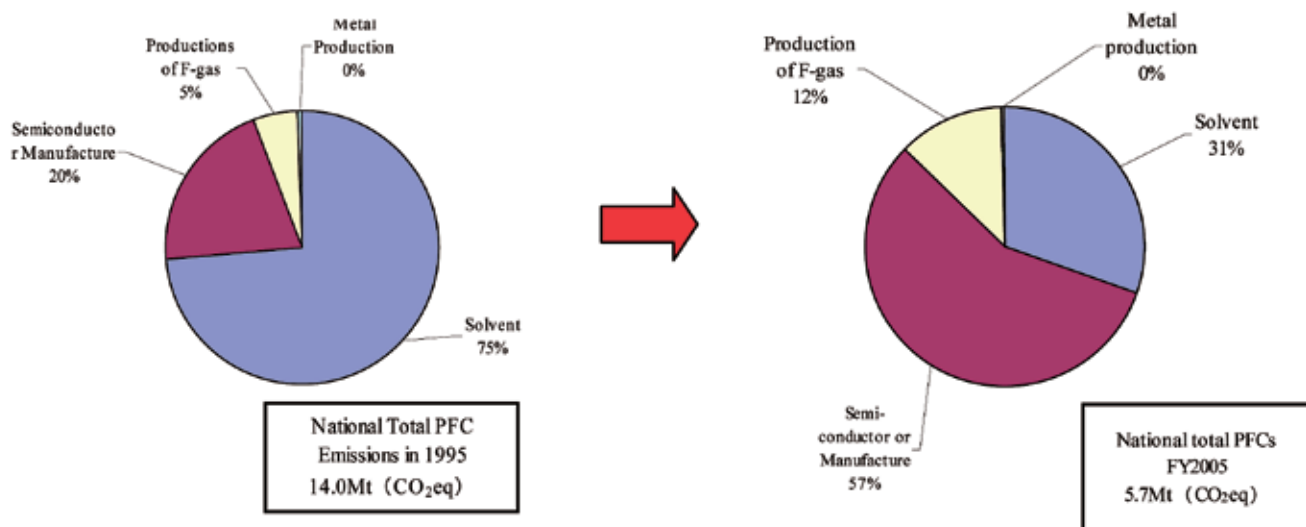 Metal
Production
0%
Productions
of F-gas
5%
Semiconducto
r Manufacture
20%
Solvent
75%
National Total PFC
Emissions in 1995
14.0Mt（CO₂eq）
Metal
production
0%
Production
of F-gas
12%
Solvent
31%
Semi-
conductor or
Manufacture
57%
National total PFCs
FY2005
5.7Mt（CO₂eq）